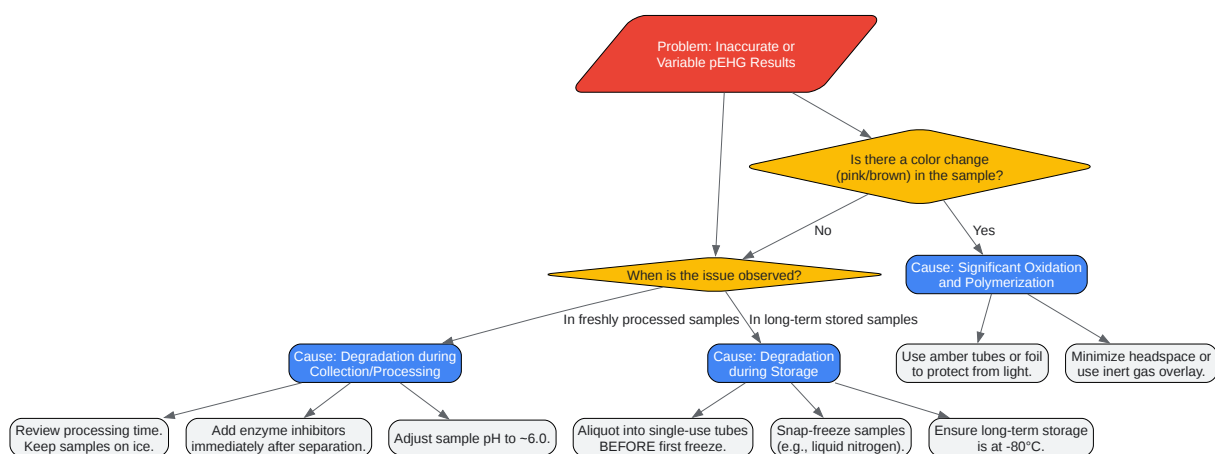 Problem: Inaccurate or
Variable pEHG Results
Is there a color change
(pink/brown) in the sample?
No
Yes
When is the issue observed?
Cause: Significant Oxidation
and Polymerization
In freshly processed samples
In long-term stored samples
Cause: Degradation during
Collection/Processing
Cause: Degradation
during Storage
Use amber tubes or foil
to protect from light.
Minimize headspace or
use inert gas overlay.
Review processing time.
Keep samples on ice.
Add enzyme inhibitors
immediately after separation.
Adjust sample pH to ~6.0.
Aliquot into single-use tubes
BEFORE first freeze.
Snap-freeze samples
(e.g., liquid nitrogen).
Ensure long-term storage
is at -80°C.